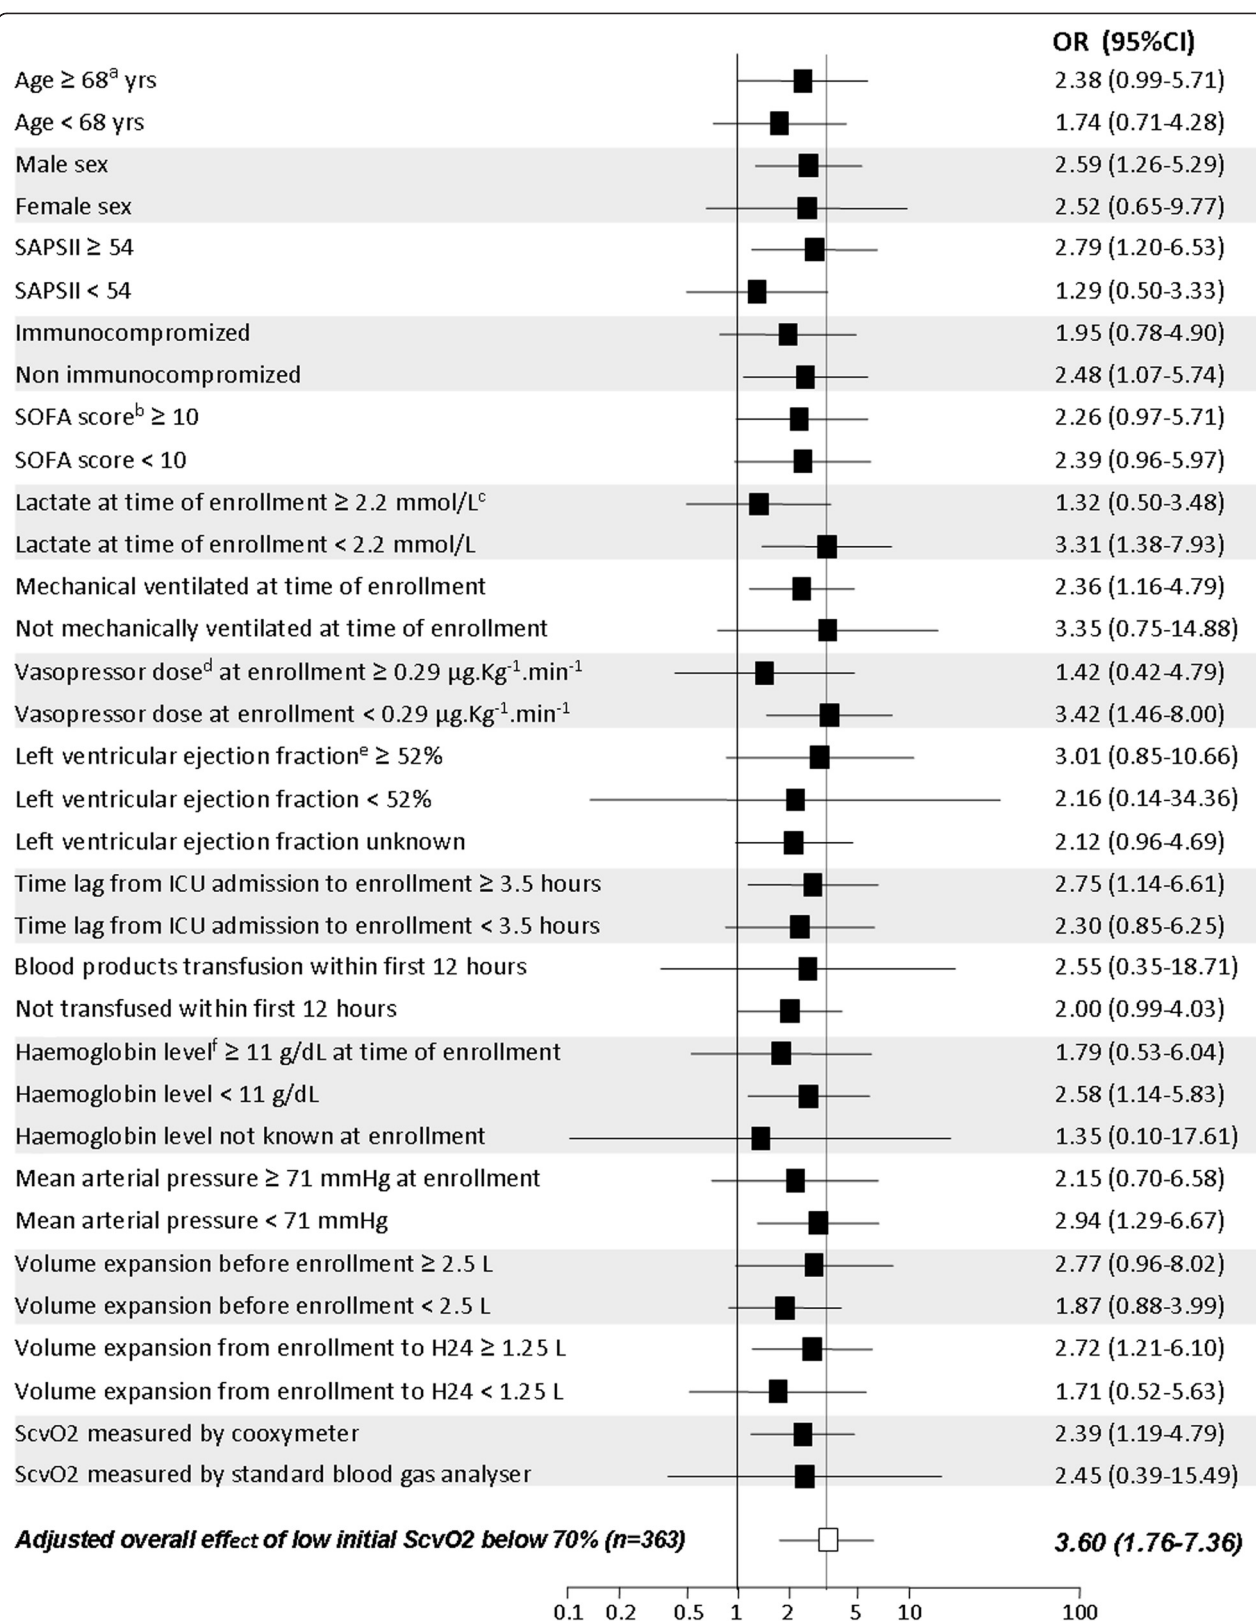 OR (95%CI)
Age ≥ 68ᵃ yrs 2.38 (0.99-5.71)
Age < 68 yrs 1.74 (0.71-4.28)
Male sex 2.59 (1.26-5.29)
Female sex 2.52 (0.65-9.77)
SAPSII ≥ 54 2.79 (1.20-6.53)
SAPSII < 54 1.29 (0.50-3.33)
Immunocompromized 1.95 (0.78-4.90)
Non immunocompromized 2.48 (1.07-5.74)
SOFA scoreᵇ ≥ 10 2.26 (0.97-5.71)
SOFA score < 10 2.39 (0.96-5.97)
Lactate at time of enrollment ≥ 2.2 mmol/Lᶜ 1.32 (0.50-3.48)
Lactate at time of enrollment < 2.2 mmol/L 3.31 (1.38-7.93)
Mechanical ventilated at time of enrollment 2.36 (1.16-4.79)
Not mechanically ventilated at time of enrollment 3.35 (0.75-14.88)
Vasopressor doseᵈ at enrollment ≥ 0.29 µg.Kg⁻¹.min⁻¹ 1.42 (0.42-4.79)
Vasopressor dose at enrollment < 0.29 µg.Kg⁻¹.min⁻¹ 3.42 (1.46-8.00)
Left ventricular ejection fractionᵉ ≥ 52% 3.01 (0.85-10.66)
Left ventricular ejection fraction < 52% 2.16 (0.14-34.36)
Left ventricular ejection fraction unknown 2.12 (0.96-4.69)
Time lag from ICU admission to enrollment ≥ 3.5 hours 2.75 (1.14-6.61)
Time lag from ICU admission to enrollment < 3.5 hours 2.30 (0.85-6.25)
Blood products transfusion within first 12 hours 2.55 (0.35-18.71)
Not transfused within first 12 hours 2.00 (0.99-4.03)
Haemoglobin levelᶠ ≥ 11 g/dL at time of enrollment 1.79 (0.53-6.04)
Haemoglobin level < 11 g/dL 2.58 (1.14-5.83)
Haemoglobin level not known at enrollment 1.35 (0.10-17.61)
Mean arterial pressure ≥ 71 mmHg at enrollment 2.15 (0.70-6.58)
Mean arterial pressure < 71 mmHg 2.94 (1.29-6.67)
Volume expansion before enrollment ≥ 2.5 L 2.77 (0.96-8.02)
Volume expansion before enrollment < 2.5 L 1.87 (0.88-3.99)
Volume expansion from enrollment to H24 ≥ 1.25 L 2.72 (1.21-6.10)
Volume expansion from enrollment to H24 < 1.25 L 1.71 (0.52-5.63)
ScvO2 measured by cooxymeter 2.39 (1.19-4.79)
ScvO2 measured by standard blood gas analyser 2.45 (0.39-15.49)
Adjusted overall effect of low initial ScvO2 below 70% (n=363) 3.60 (1.76-7.36)
0.1 0.2 0.5 1 2 5 10 100